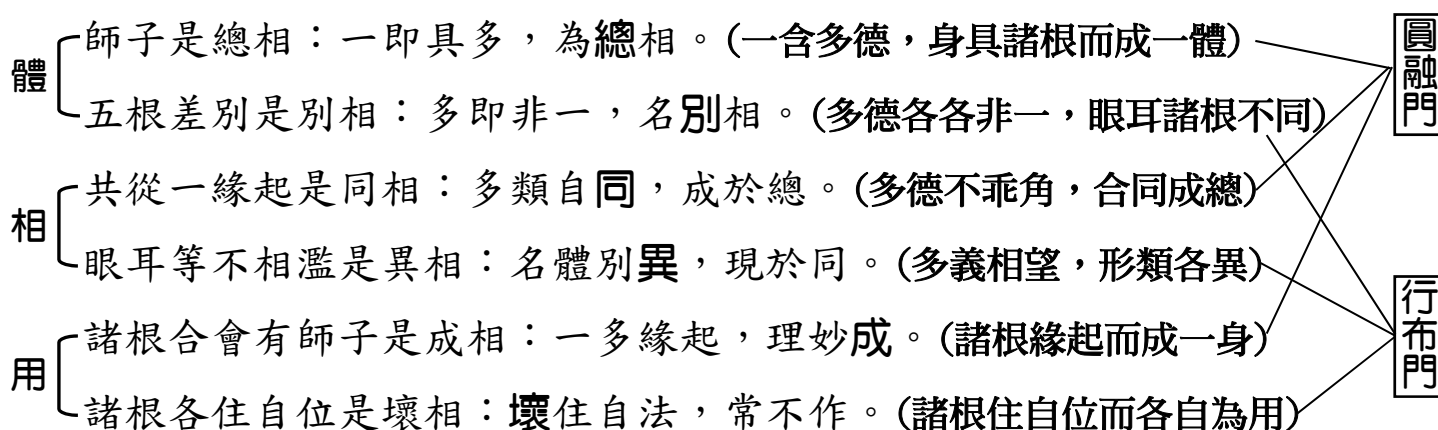 體
師子是總相：一即具多，為總相。(一含多德，身具諸根而成一體)
五根差別是別相：多即非一，名別相。(多德各各非一，眼耳諸根不同)
相
共從一緣起是同相：多類自同，成於總。(多德不乖角，合同成總)
眼耳等不相濫是異相：名體別異，現於同。(多義相望，形類各異)
用
諸根合會有師子是成相：一多緣起，理妙成。(諸根緣起而成一身)
諸根各住自位是壞相：壞住自法，常不作。(諸根住自位而各自為用)
圓融門
行布門